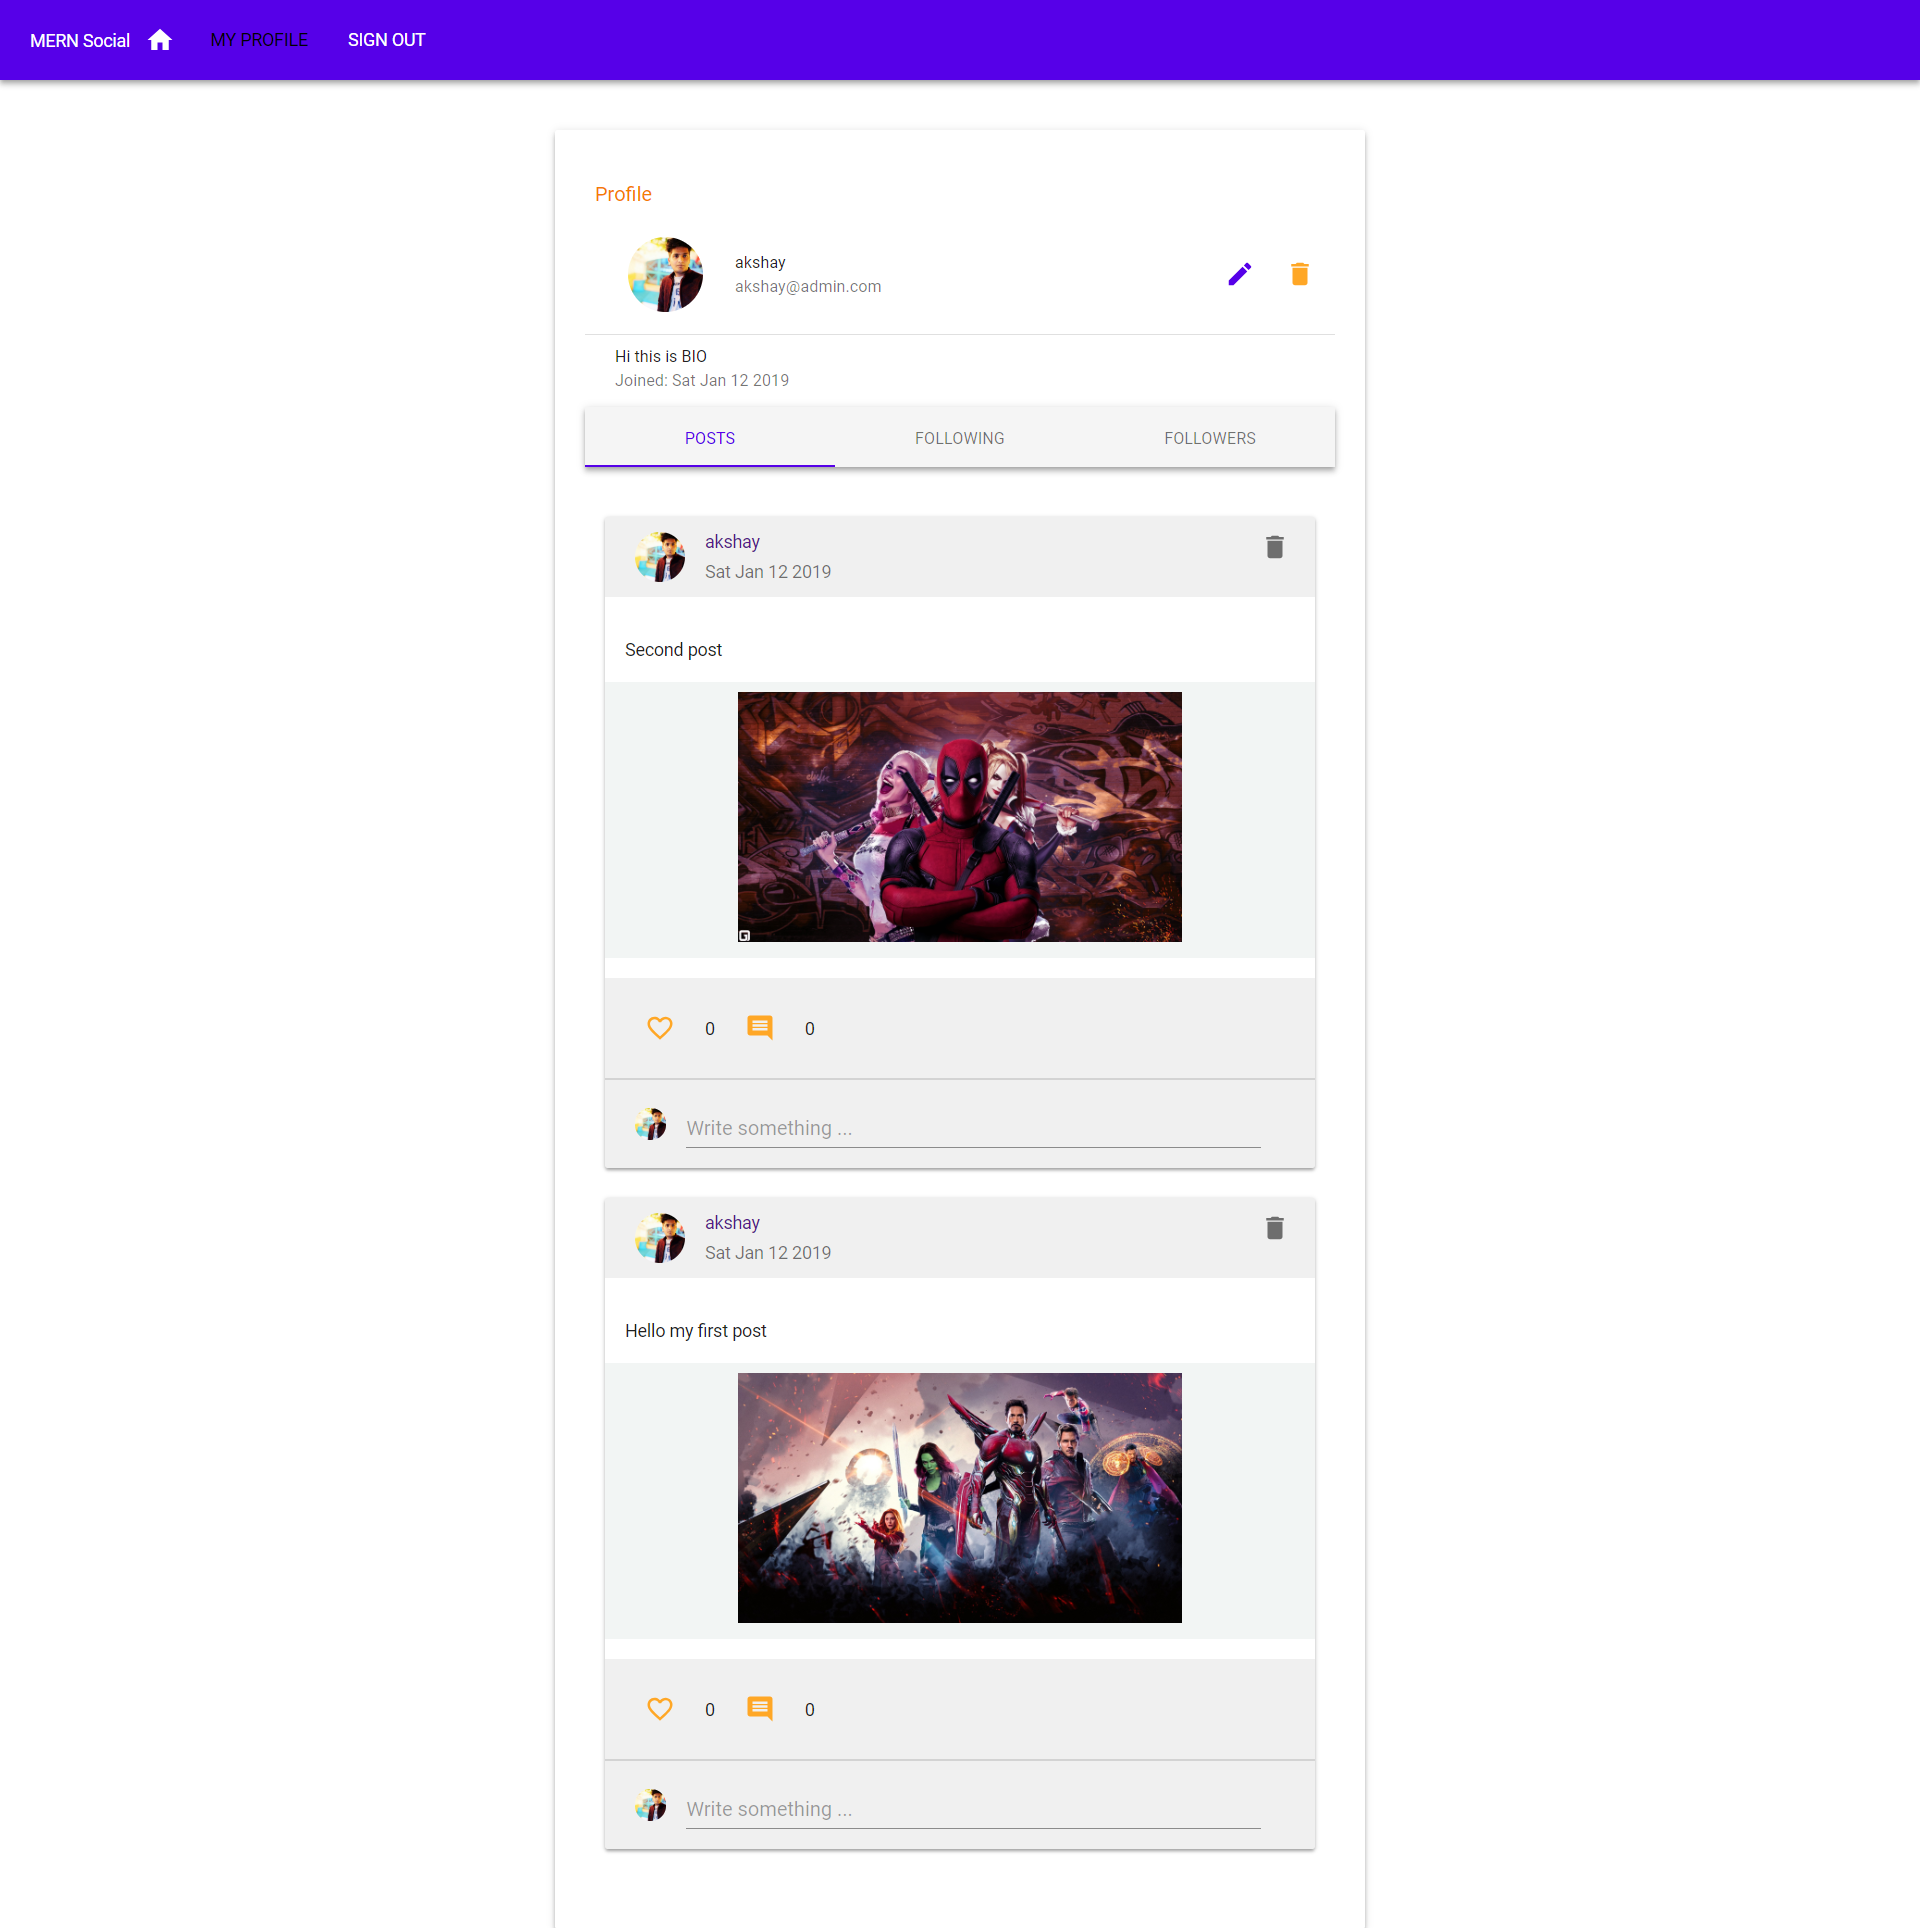 MERN Social MY PROFILE SIGN OUT
Profile
akshay
akshay@admin.com
Hi this is BIO
Joined: Sat Jan 12 2019
POSTS FOLLOWING FOLLOWERS
akshay
Sat Jan 12 2019
Second post
0 0
Write something ...
akshay
Sat Jan 12 2019
Hello my first post
0 0
Write something ...